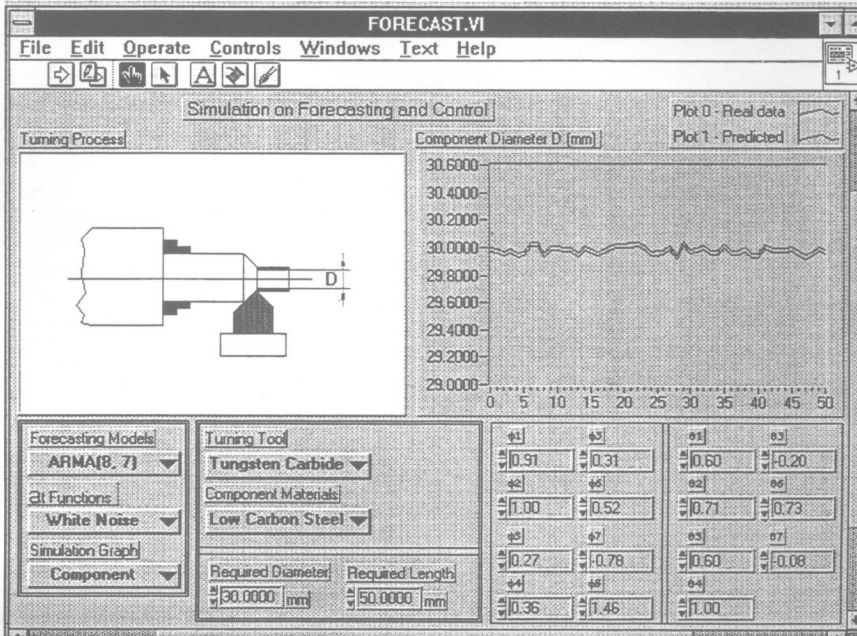 FORECAST.VI
File Edit Operate Controls Windows Text Help
A
1
Simulation on Forecasting and Control
Plot 0 - Real data
Plot 1 - Predicted
Turning Process
Component Diameter D [mm]
30.6000
30.4000
30.2000
30.0000
29.8000
29.6000
29.4000
29.2000
29.0000
0 5 10 15 20 25 30 35 40 45 50
D
Forecasting Models
ARMA(8, 7)
at Functions
White Noise
Simulation Graph
Component
Turning Tool
Tungsten Carbide
Component Materials
Low Carbon Steel
Required Diameter Required Length
30.0000 mm 50.0000 mm
ϕ1 ϕ3 θ1 θ3
0.91 0.31 0.60 -0.20
ϕ2 ϕ6 θ2 θ6
1.00 0.52 0.71 0.73
ϕ3 ϕ7 θ3 θ7
0.27 -0.78 0.60 -0.08
ϕ4 ϕ8 θ4
0.36 1.46 1.00